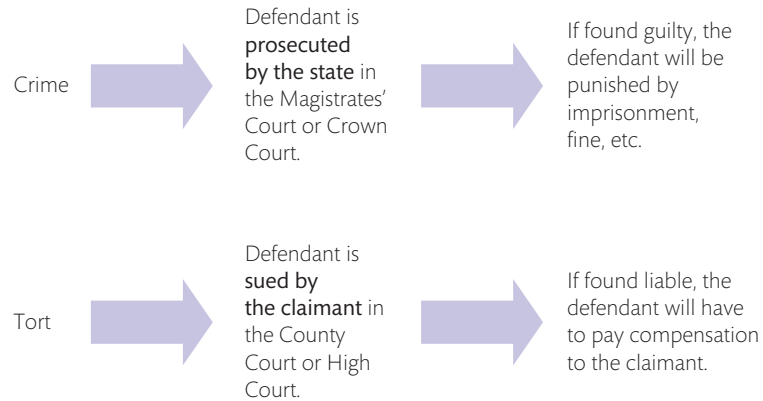 Crime
Defendant is
prosecuted
by the state in
the Magistrates’
Court or Crown
Court.
If found guilty, the
defendant will be
punished by
imprisonment,
fine, etc.
Tort
Defendant is
sued by
the claimant in
the County
Court or High
Court.
If found liable, the
defendant will have
to pay compensation
to the claimant.